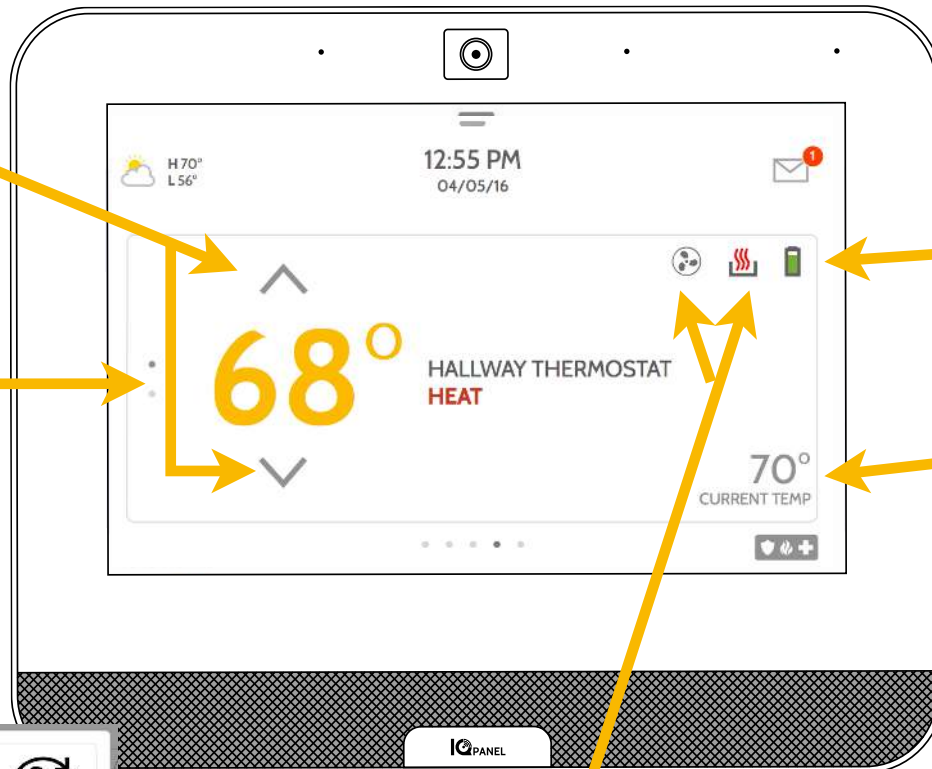 12:55 PM
04/05/16
H 70°
L 56°
1
68°
HALLWAY THERMOSTAT
HEAT
70°
CURRENT TEMP
IQ PANEL